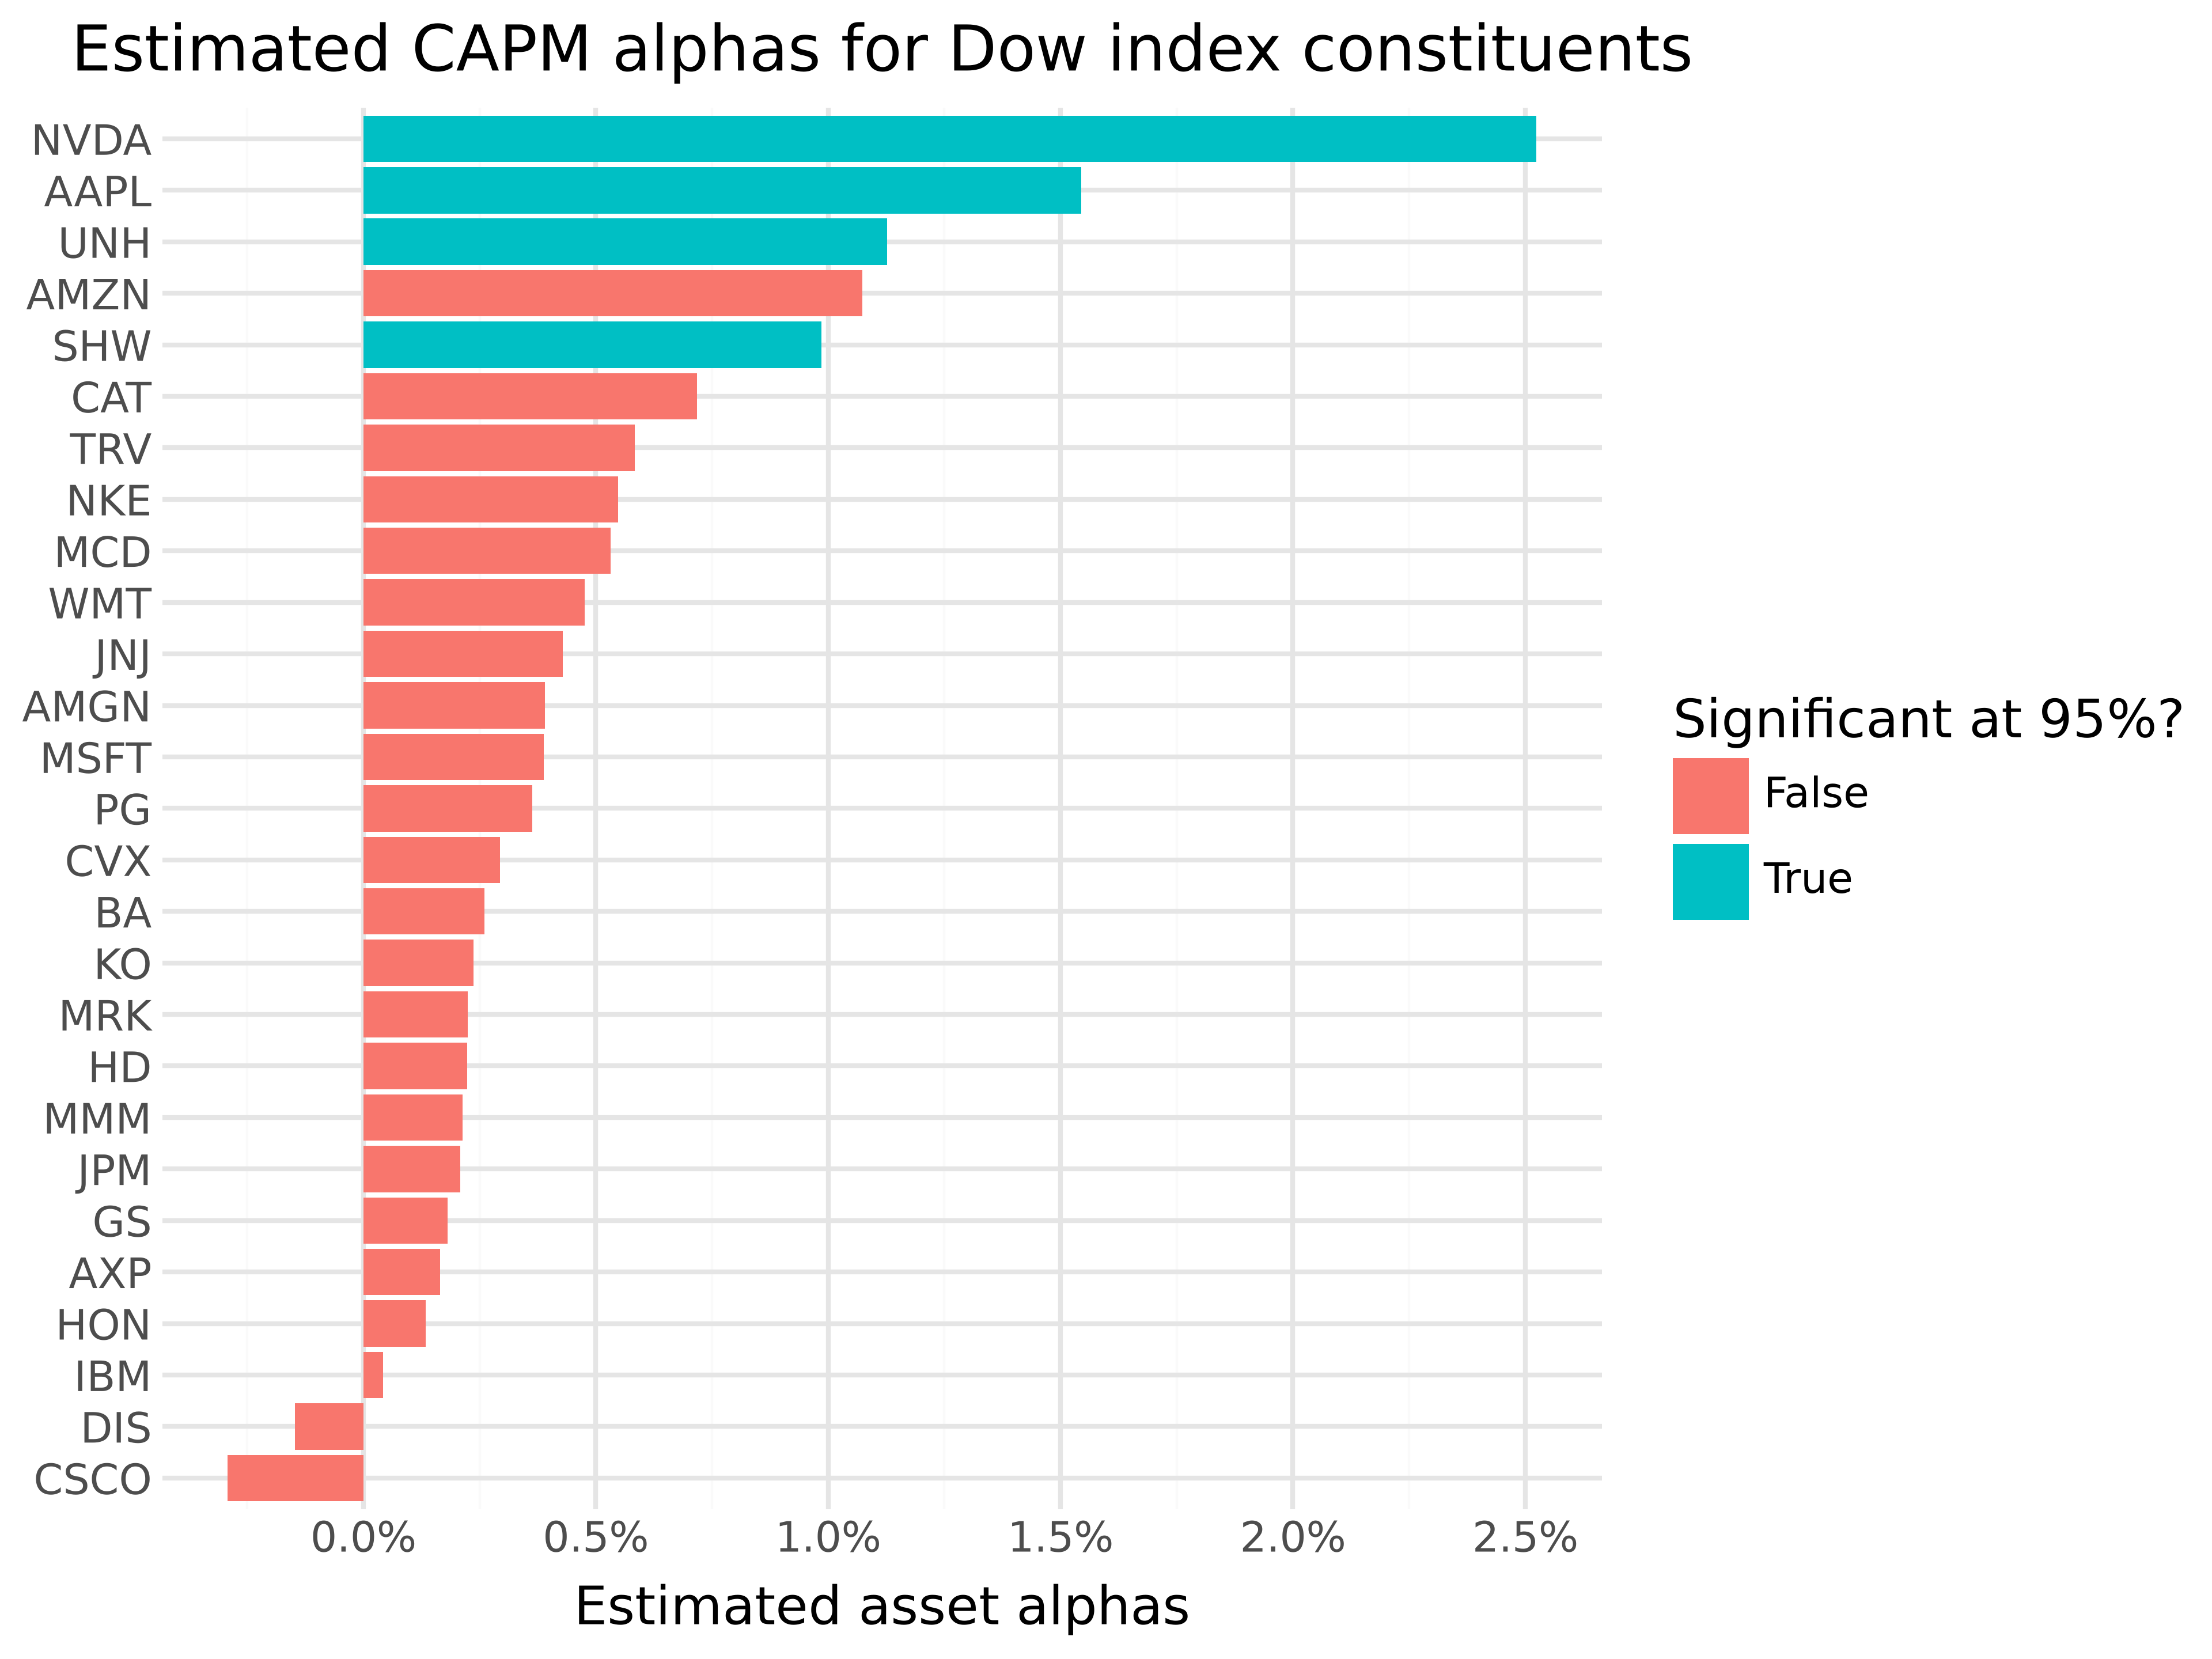 Estimated CAPM alphas for Dow index constituents
NVDA
AAPL
UNH
AMZN
SHW
CAT
TRV
NKE
MCD
WMT
JNJ
AMGN
MSFT
PG
CVX
BA
KO
MRK
HD
MMM
JPM
GS
AXP
HON
IBM
DIS
CSCO
0.0% 0.5% 1.0% 1.5% 2.0% 2.5%
Estimated asset alphas
Significant at 95%?
False
True